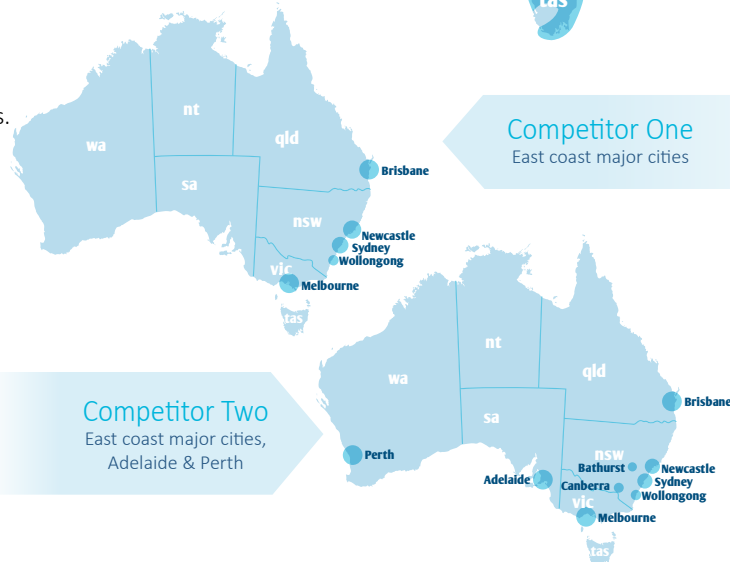 tas
s.
nt
wa
qld
sa
Brisbane
nsw
Newcastle
Sydney
Wollongong
vic
Melbourne
tas
Competitor One
East coast major cities
Competitor Two
East coast major cities,
Adelaide & Perth
nt
wa
qld
sa
Brisbane
Perth
nsw
Bathurst
Newcastle
Adelaide
Canberra
Sydney
Wollongong
vic
Melbourne
tas